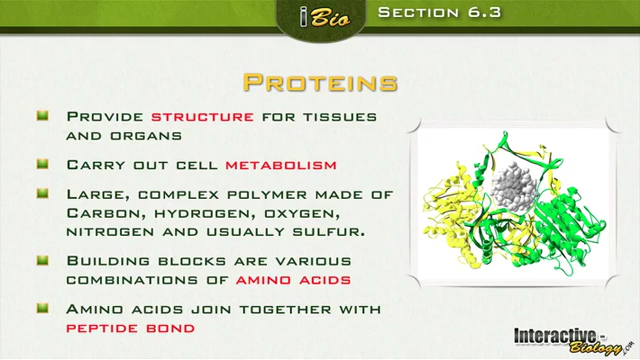 iBio
Section 6.3
Proteins
Provide structure for tissues
and organs
Carry out cell metabolism
Large, complex polymer made of
Carbon, hydrogen, oxygen,
nitrogen and usually sulfur.
Building blocks are various
combinations of amino acids
Amino acids join together with
peptide bond
Interactive-
Biology.com